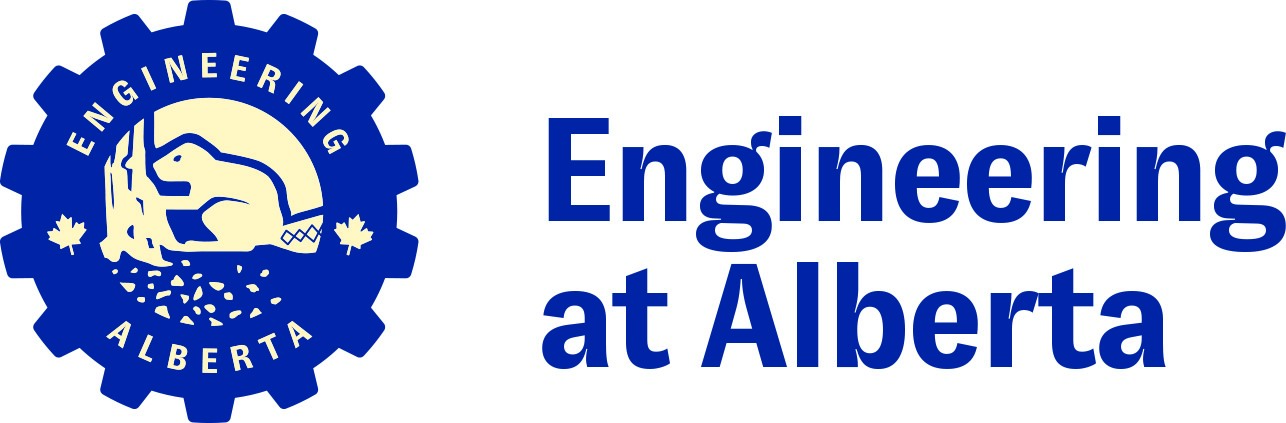 ENGINEERING
ALBERTA
Engineering
at Alberta